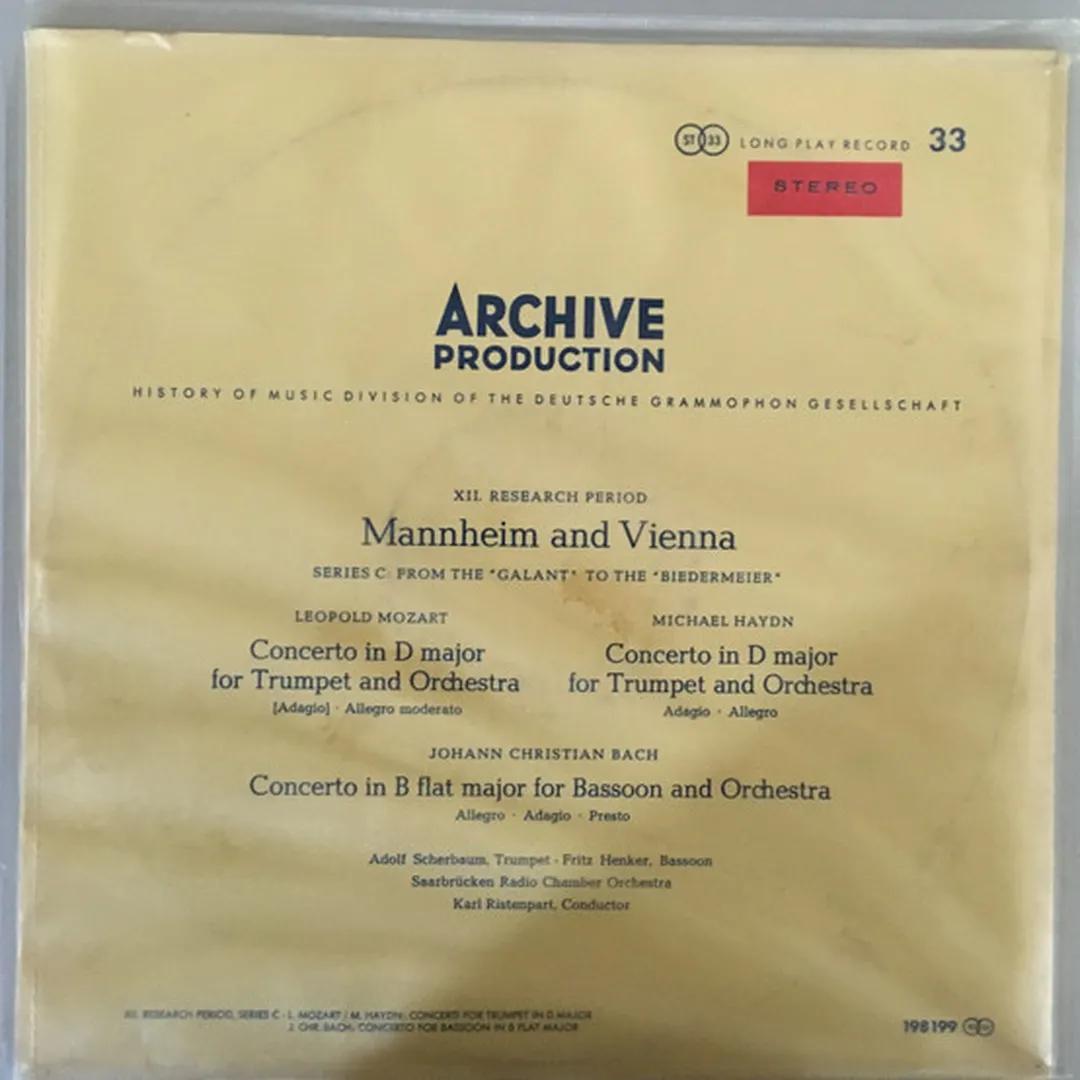 ST 33 LONG PLAY RECORD 33
STEREO
ARCHIVE
PRODUCTION
HISTORY OF MUSIC DIVISION OF THE DEUTSCHE GRAMMOPHON GESELLSCHAFT
XII. RESEARCH PERIOD
Mannheim and Vienna
SERIES C: FROM THE "GALANT" TO THE "BIEDERMEIER"
LEOPOLD MOZART
Concerto in D major
for Trumpet and Orchestra
[Adagio] · Allegro moderato
MICHAEL HAYDN
Concerto in D major
for Trumpet and Orchestra
Adagio · Allegro
JOHANN CHRISTIAN BACH
Concerto in B flat major for Bassoon and Orchestra
Allegro · Adagio · Presto
Adolf Scherbaum, Trumpet · Fritz Henker, Bassoon
Saarbrücken Radio Chamber Orchestra
Karl Ristenpart, Conductor
XII. RESEARCH PERIOD, SERIES C · L. MOZART / M. HAYDN: CONCERTI FOR TRUMPET IN D MAJOR
J. CHR. BACH: CONCERTO FOR BASSOON IN B FLAT MAJOR
198199